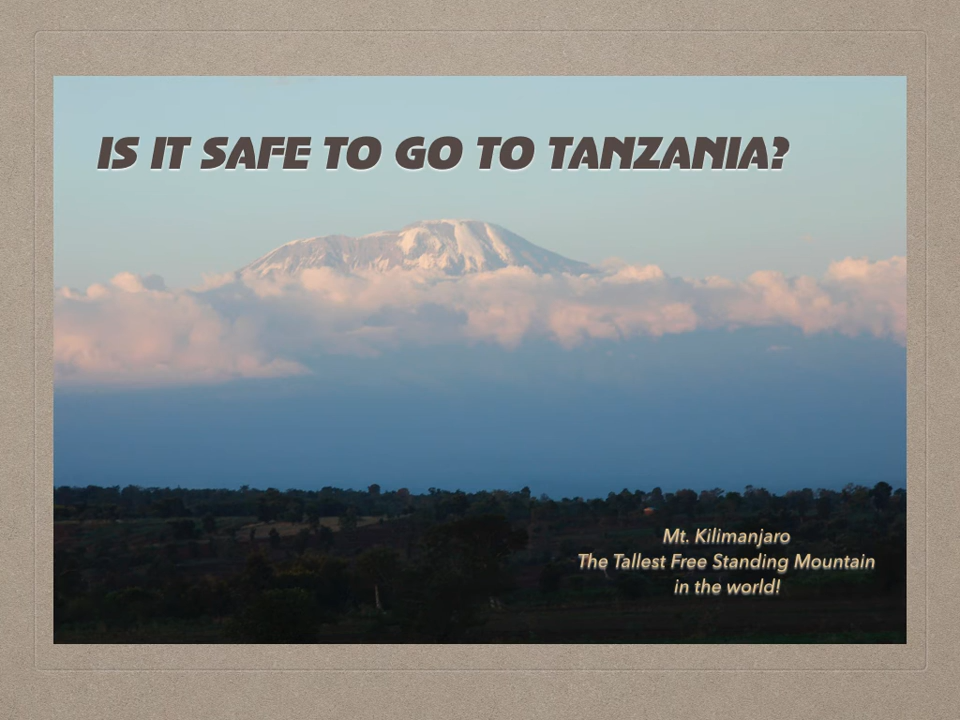 IS IT SAFE TO GO TO TANZANIA?
Mt. Kilimanjaro
The Tallest Free Standing Mountain
in the world!